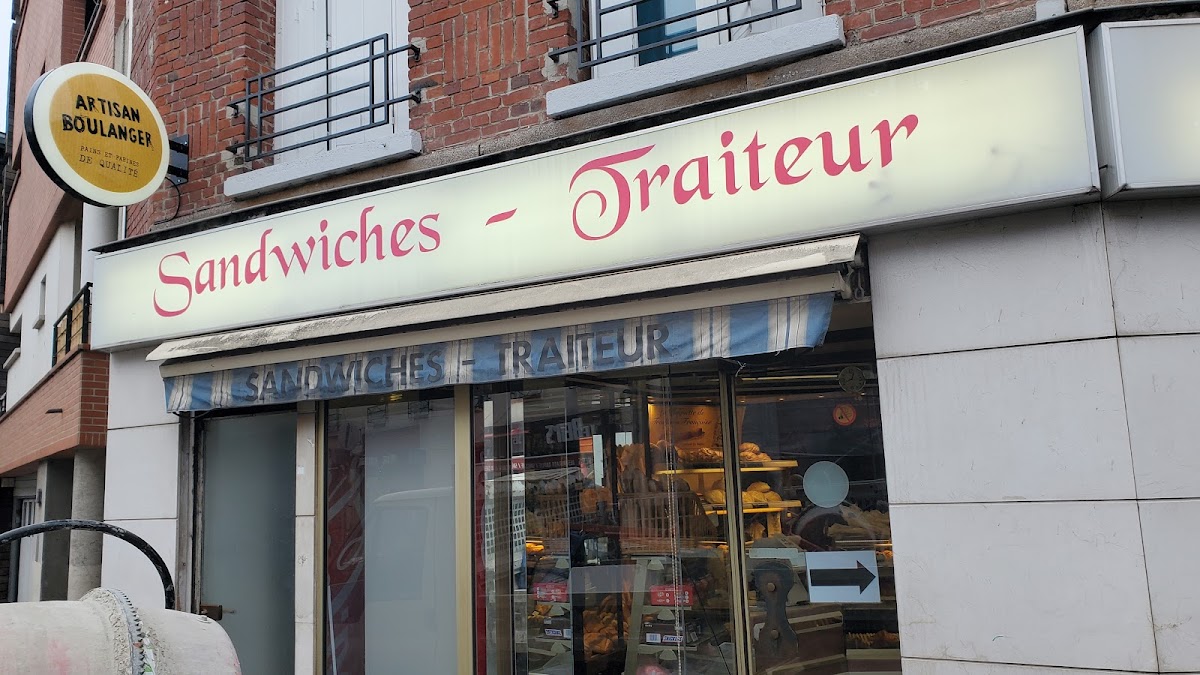 ARTISAN
BOULANGER
PAINS ET FARINES
DE QUALITÉ
Sandwiches - Traiteur
SANDWICHES - TRAITEUR